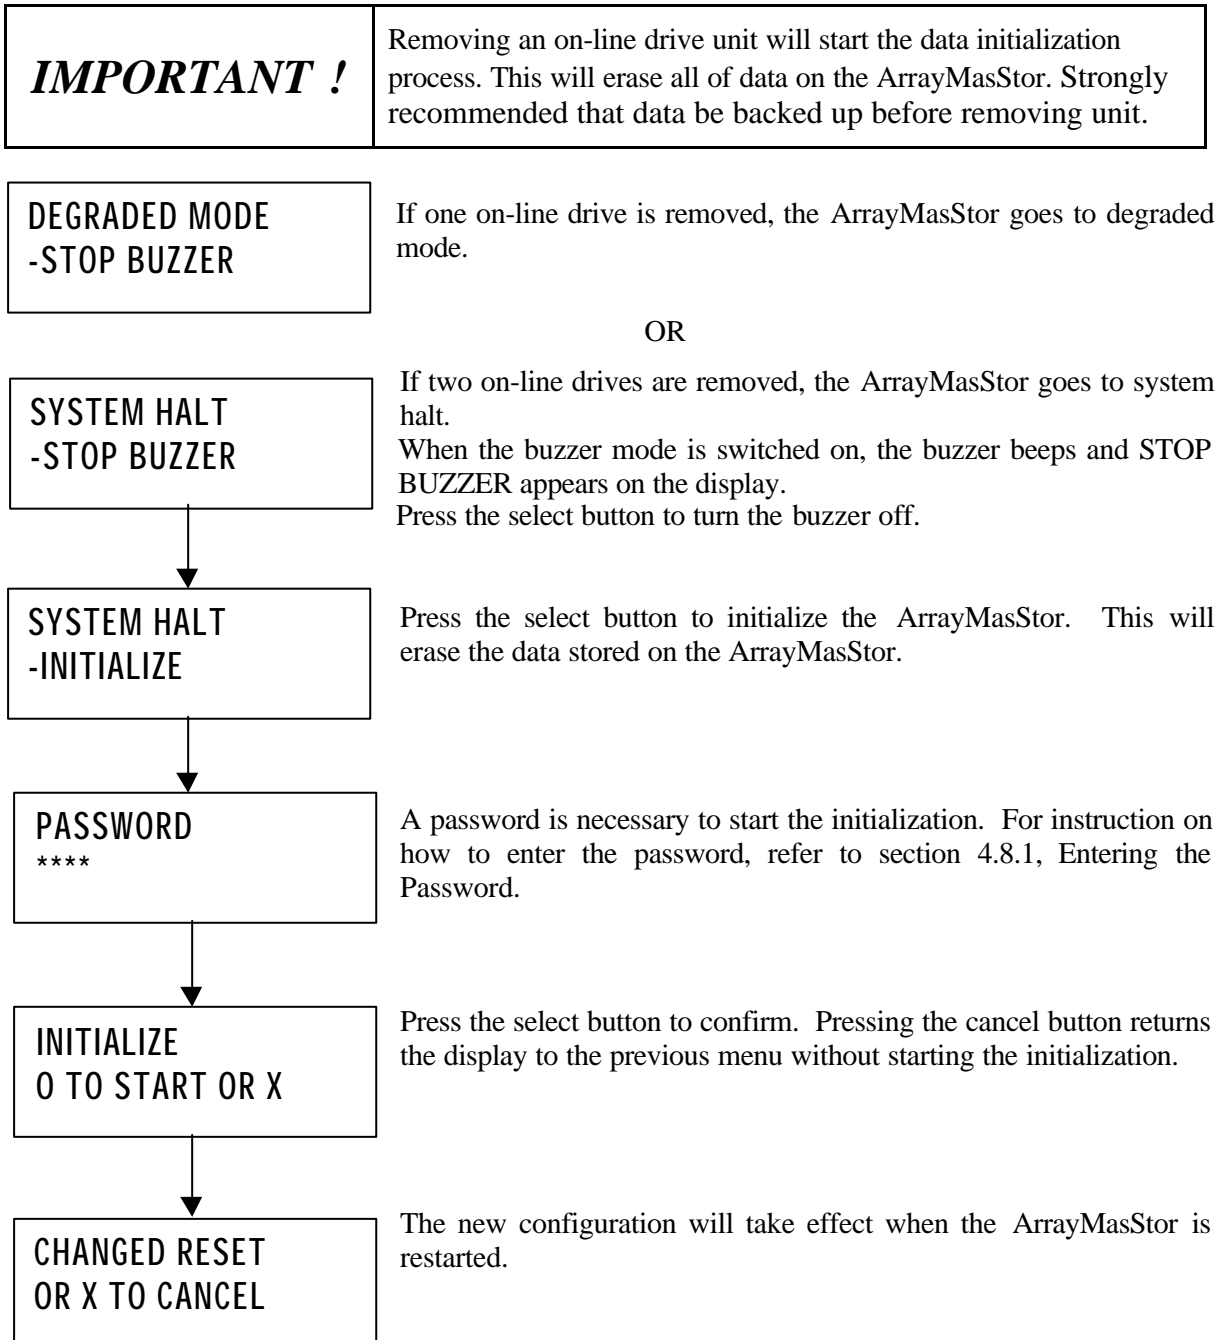 IMPORTANT !
Removing an on-line drive unit will start the data initialization
process. This will erase all of data on the ArrayMasStor. Strongly
recommended that data be backed up before removing unit.
DEGRADED MODE
-STOP BUZZER
If one on-line drive is removed, the ArrayMasStor goes to degraded
mode.
OR
SYSTEM HALT
-STOP BUZZER
If two on-line drives are removed, the ArrayMasStor goes to system
halt.
When the buzzer mode is switched on, the buzzer beeps and STOP
BUZZER appears on the display.
Press the select button to turn the buzzer off.
SYSTEM HALT
-INITIALIZE
Press the select button to initialize the ArrayMasStor. This will
erase the data stored on the ArrayMasStor.
PASSWORD
****
A password is necessary to start the initialization. For instruction on
how to enter the password, refer to section 4.8.1, Entering the
Password.
INITIALIZE
O TO START OR X
Press the select button to confirm. Pressing the cancel button returns
the display to the previous menu without starting the initialization.
CHANGED RESET
OR X TO CANCEL
The new configuration will take effect when the ArrayMasStor is
restarted.